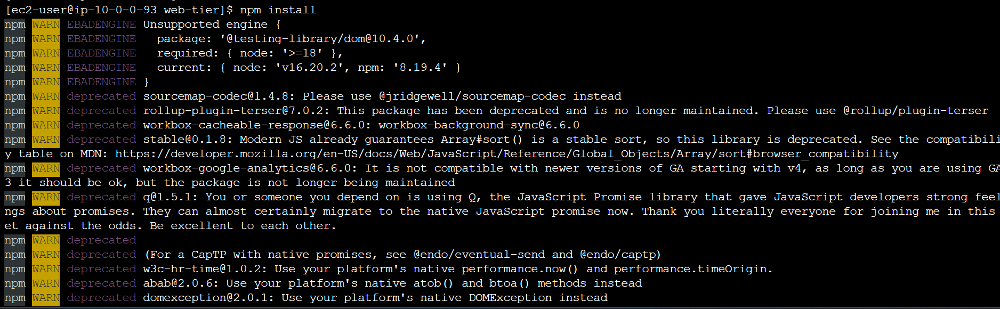 [ec2-user@ip-10-0-0-93 web-tier]$ npm install
npm WARN EBADENGINE Unsupported engine {
npm WARN EBADENGINE   package: '@testing-library/dom@10.4.0',
npm WARN EBADENGINE   required: { node: '>=18' },
npm WARN EBADENGINE   current: { node: 'v16.20.2', npm: '8.19.4' }
npm WARN EBADENGINE }
npm WARN deprecated sourcemap-codec@1.4.8: Please use @jridgewell/sourcemap-codec instead
npm WARN deprecated rollup-plugin-terser@7.0.2: This package has been deprecated and is no longer maintained. Please use @rollup/plugin-terser
npm WARN deprecated workbox-cacheable-response@6.6.0: workbox-background-sync@6.6.0
npm WARN deprecated stable@0.1.8: Modern JS already guarantees Array#sort() is a stable sort, so this library is deprecated. See the compatibili
y table on MDN: https://developer.mozilla.org/en-US/docs/Web/JavaScript/Reference/Global_Objects/Array/sort#browser_compatibility
npm WARN deprecated workbox-google-analytics@6.6.0: It is not compatible with newer versions of GA starting with v4, as long as you are using GA
3 it should be ok, but the package is not longer being maintained
npm WARN deprecated q@1.5.1: You or someone you depend on is using Q, the JavaScript Promise library that gave JavaScript developers strong feel
ngs about promises. They can almost certainly migrate to the native JavaScript promise now. Thank you literally everyone for joining me in this
et against the odds. Be excellent to each other.
npm WARN deprecated
npm WARN deprecated (For a CapTP with native promises, see @endo/eventual-send and @endo/captp)
npm WARN deprecated w3c-hr-time@1.0.2: Use your platform's native performance.now() and performance.timeOrigin.
npm WARN deprecated abab@2.0.6: Use your platform's native atob() and btoa() methods instead
npm WARN deprecated domexception@2.0.1: Use your platform's native DOMException instead